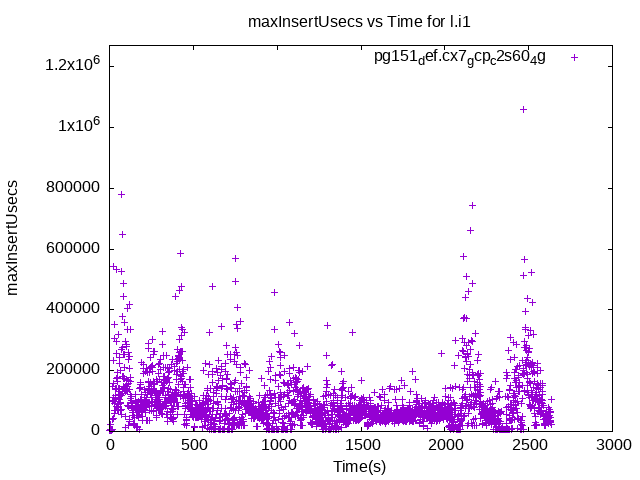 maxInsertUsecs vs Time for l.i1
pg151_def.cx7_gcp_c2s60_4g
1.2x10^6
1x10^6
800000
600000
400000
200000
0
maxInsertUsecs
0 500 1000 1500 2000 2500 3000
Time(s)